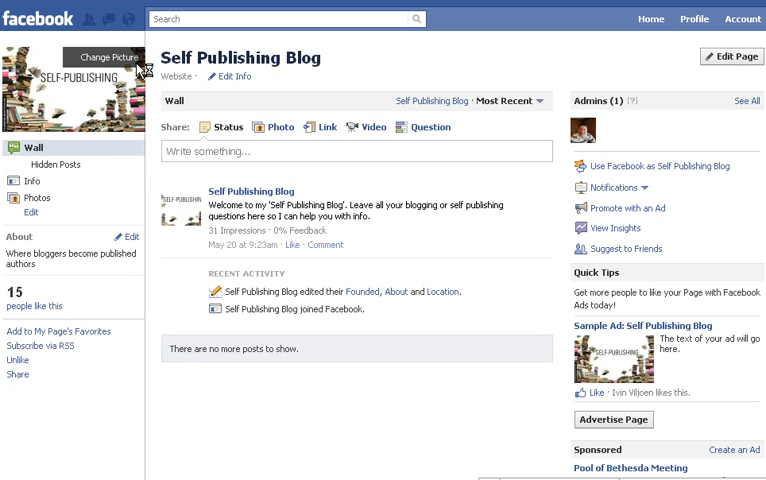 facebook
Search
Home Profile Account
Change Picture
SELF-PUBLISHING
Wall
Hidden Posts
Info
Photos
Edit
About Edit
Where bloggers become published
authors
15
people like this
Add to My Page's Favorites
Subscribe via RSS
Unlike
Share
Self Publishing Blog
Website · Edit Info
Wall Self Publishing Blog · Most Recent
Share: Status Photo Link Video Question
Write something...
SELF-PUBLISHING
Self Publishing Blog
Welcome to my 'Self Publishing Blog'. Leave all your blogging or self publishing
questions here so I can help you with info.
31 Impressions · 0% Feedback
May 20 at 9:23am · Like · Comment
RECENT ACTIVITY
Self Publishing Blog edited their Founded, About and Location.
Self Publishing Blog joined Facebook.
There are no more posts to show.
Edit Page
Admins (1) [?] See All
Use Facebook as Self Publishing Blog
Notifications
Promote with an Ad
View Insights
Suggest to Friends
Quick Tips
Get more people to like your Page with Facebook
Ads today!
Sample Ad: Self Publishing Blog
SELF-PUBLISHING
The text of your ad will go
here.
Like · Ivin Viljoen likes this.
Advertise Page
Sponsored Create an Ad
Pool of Bethesda Meeting